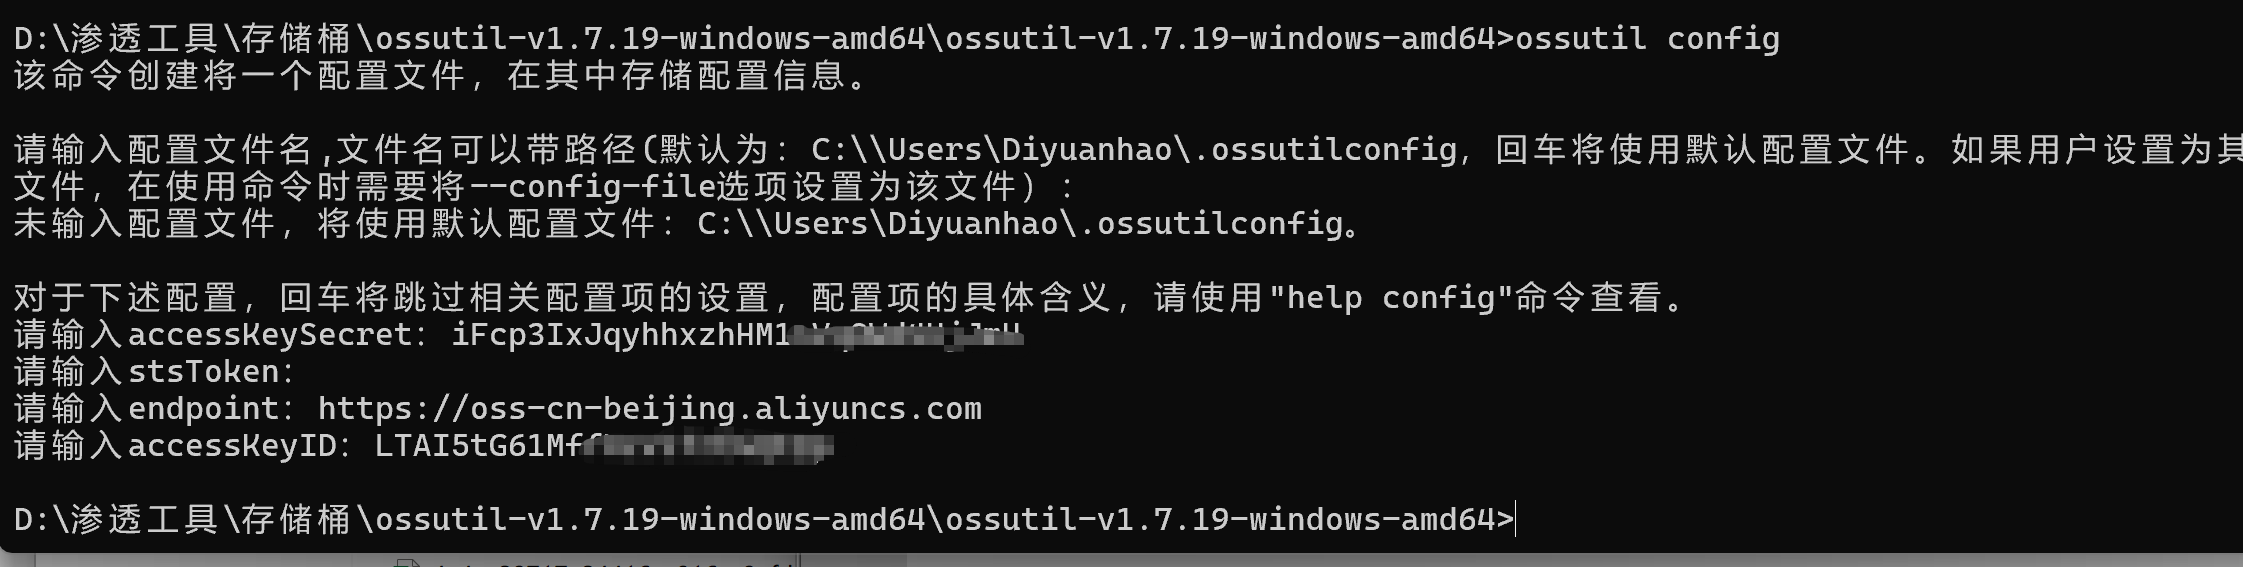 D:\渗透工具\存储桶\ossutil-v1.7.19-windows-amd64\ossutil-v1.7.19-windows-amd64>ossutil config
该命令创建将一个配置文件，在其中存储配置信息。
请输入配置文件名,文件名可以带路径(默认为：C:\\Users\Diyuanhao\.ossutilconfig，回车将使用默认配置文件。如果用户设置为其
文件，在使用命令时需要将--config-file选项设置为该文件）：
未输入配置文件，将使用默认配置文件：C:\\Users\Diyuanhao\.ossutilconfig。
对于下述配置，回车将跳过相关配置项的设置，配置项的具体含义，请使用"help config"命令查看。
请输入accessKeySecret：iFcp3IxJqyhhxzhHM1
请输入stsToken：
请输入endpoint：https://oss-cn-beijing.aliyuncs.com
请输入accessKeyID：LTAI5tG61Mf
D:\渗透工具\存储桶\ossutil-v1.7.19-windows-amd64\ossutil-v1.7.19-windows-amd64>